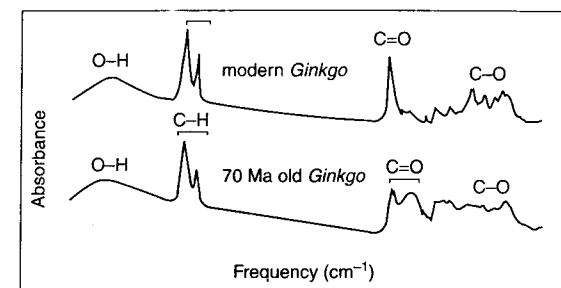 C=O
O–H
modern Ginkgo
C–O
C–H
Absorbance
O–H
70 Ma old Ginkgo
C=O
C–O
Frequency (cm⁻¹)